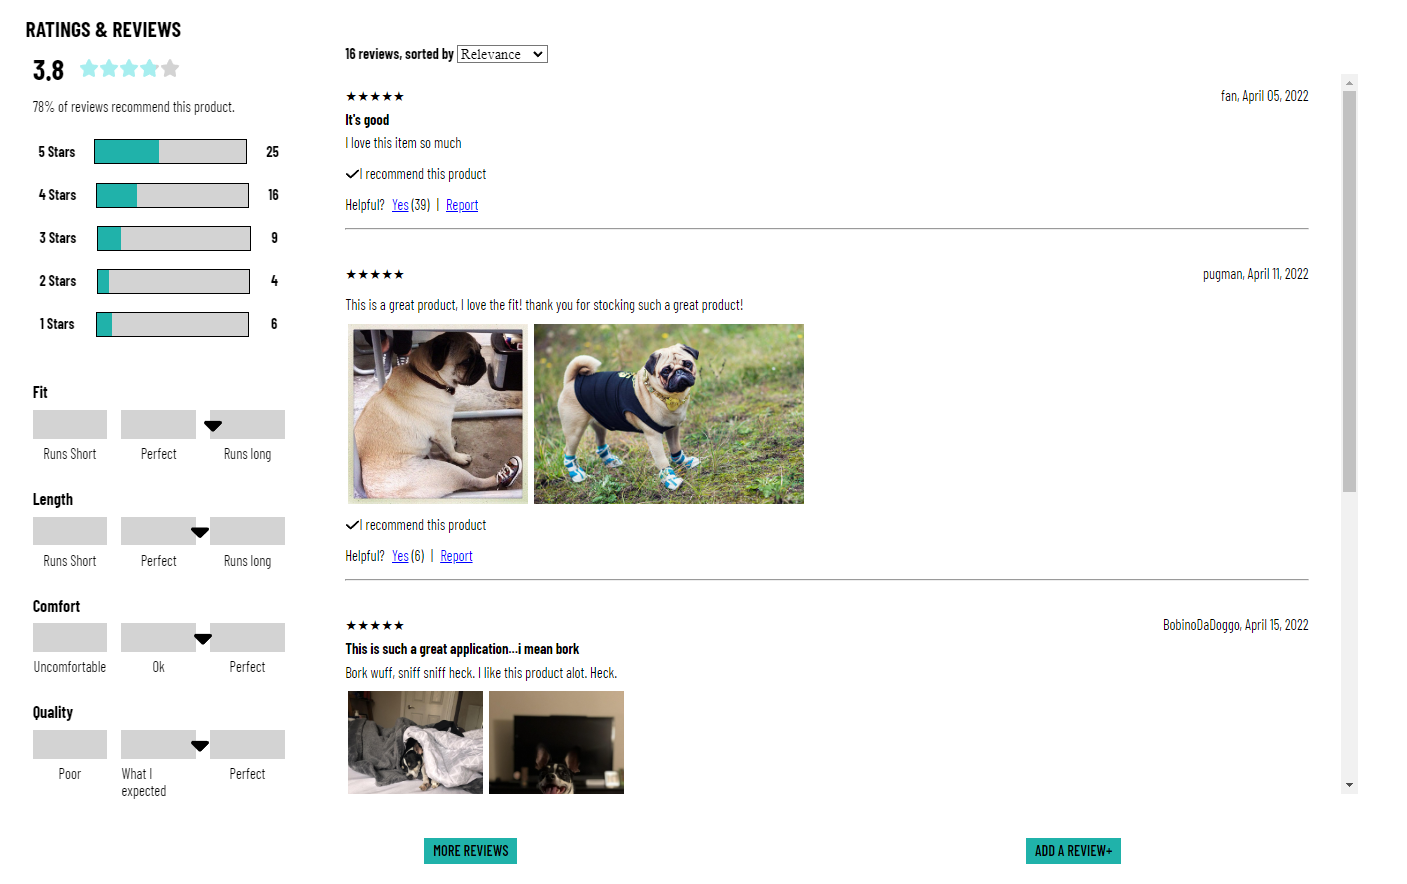 RATINGS & REVIEWS
3.8
78% of reviews recommend this product.
5 Stars 25
4 Stars 16
3 Stars 9
2 Stars 4
1 Stars 6
Fit
Runs Short Perfect Runs long
Length
Runs Short Perfect Runs long
Comfort
Uncomfortable Ok Perfect
Quality
Poor What I expected Perfect
16 reviews, sorted by Relevance
★★★★★ fan, April 05, 2022
It's good
I love this item so much
✓I recommend this product
Helpful? Yes (39) | Report
★★★★★ pugman, April 11, 2022
This is a great product, I love the fit! thank you for stocking such a great product!
✓I recommend this product
Helpful? Yes (6) | Report
★★★★★ BobinoDaDoggo, April 15, 2022
This is such a great application...i mean bork
Bork wuff, sniff sniff heck. I like this product alot. Heck.
MORE REVIEWS ADD A REVIEW+